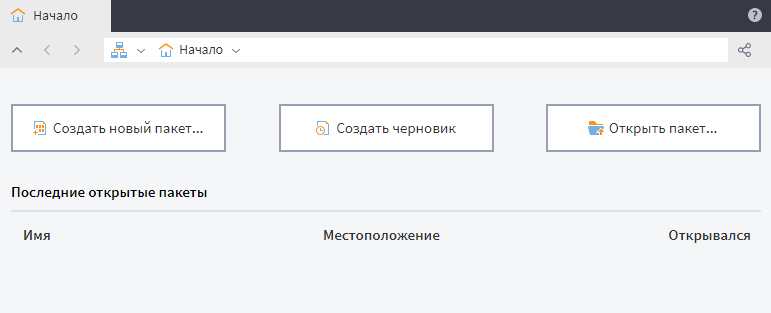 Начало
?
Начало
Создать новый пакет...
Создать черновик
Открыть пакет...
Последние открытые пакеты
Имя
Местоположение
Открывался